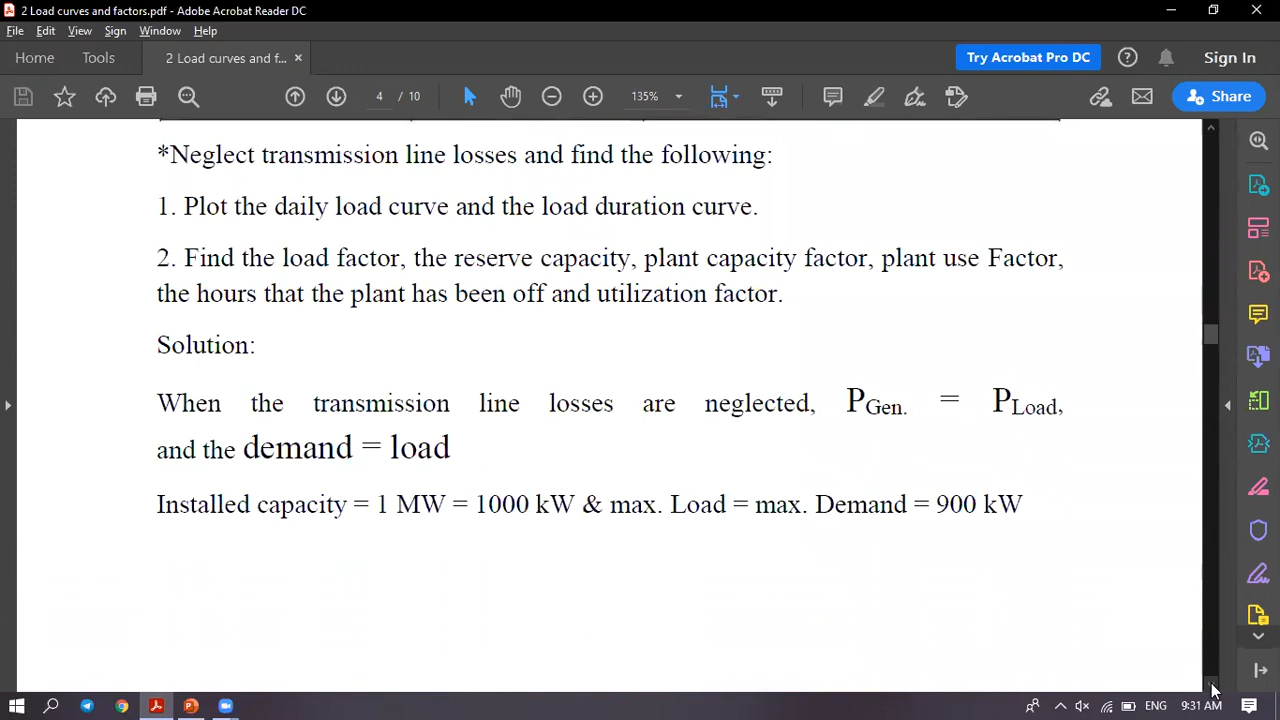 2 Load curves and factors.pdf - Adobe Acrobat Reader DC
File Edit View Sign Window Help
Home Tools 2 Load curves and f... × Try Acrobat Pro DC Sign In
4 / 10 135% Share
*Neglect transmission line losses and find the following:
1. Plot the daily load curve and the load duration curve.
2. Find the load factor, the reserve capacity, plant capacity factor, plant use Factor,
the hours that the plant has been off and utilization factor.
Solution:
When the transmission line losses are neglected, PGen. = PLoad,
and the demand = load
Installed capacity = 1 MW = 1000 kW & max. Load = max. Demand = 900 kW
ENG 9:31 AM